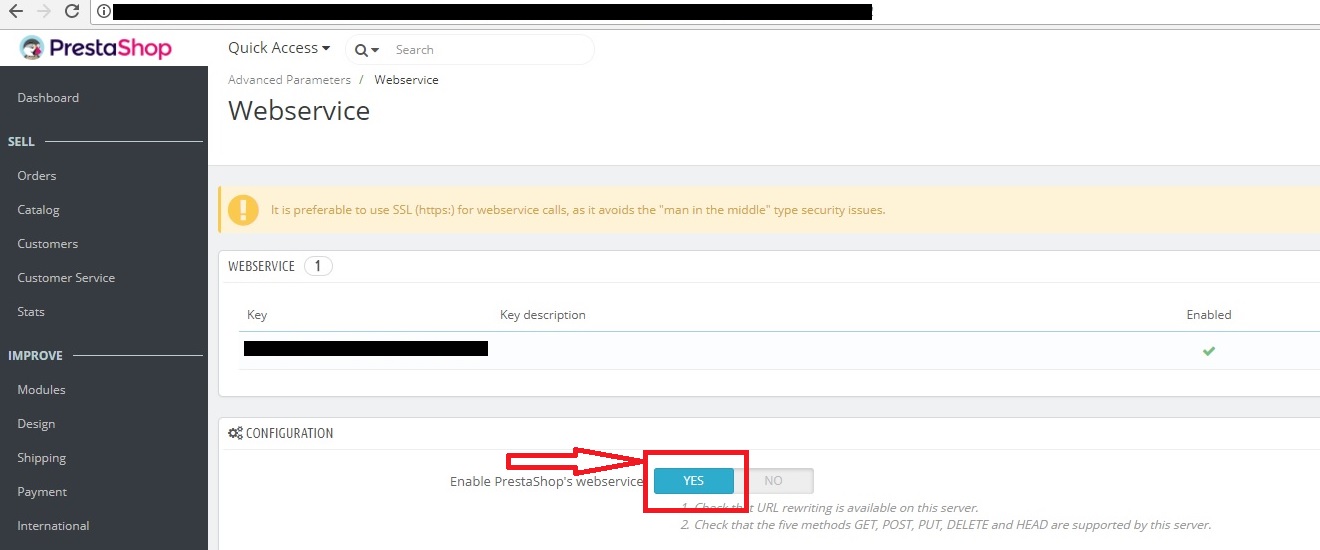 PrestaShop
Quick Access
Search
Advanced Parameters / Webservice
Webservice
Dashboard
SELL
Orders
Catalog
Customers
Customer Service
Stats
IMPROVE
Modules
Design
Shipping
Payment
International
It is preferable to use SSL (https:) for webservice calls, as it avoids the "man in the middle" type security issues.
WEBSERVICE 1
Key Key description Enabled
CONFIGURATION
Enable PrestaShop's webservice YES NO
1. Check that URL rewriting is available on this server.
2. Check that the five methods GET, POST, PUT, DELETE and HEAD are supported by this server.